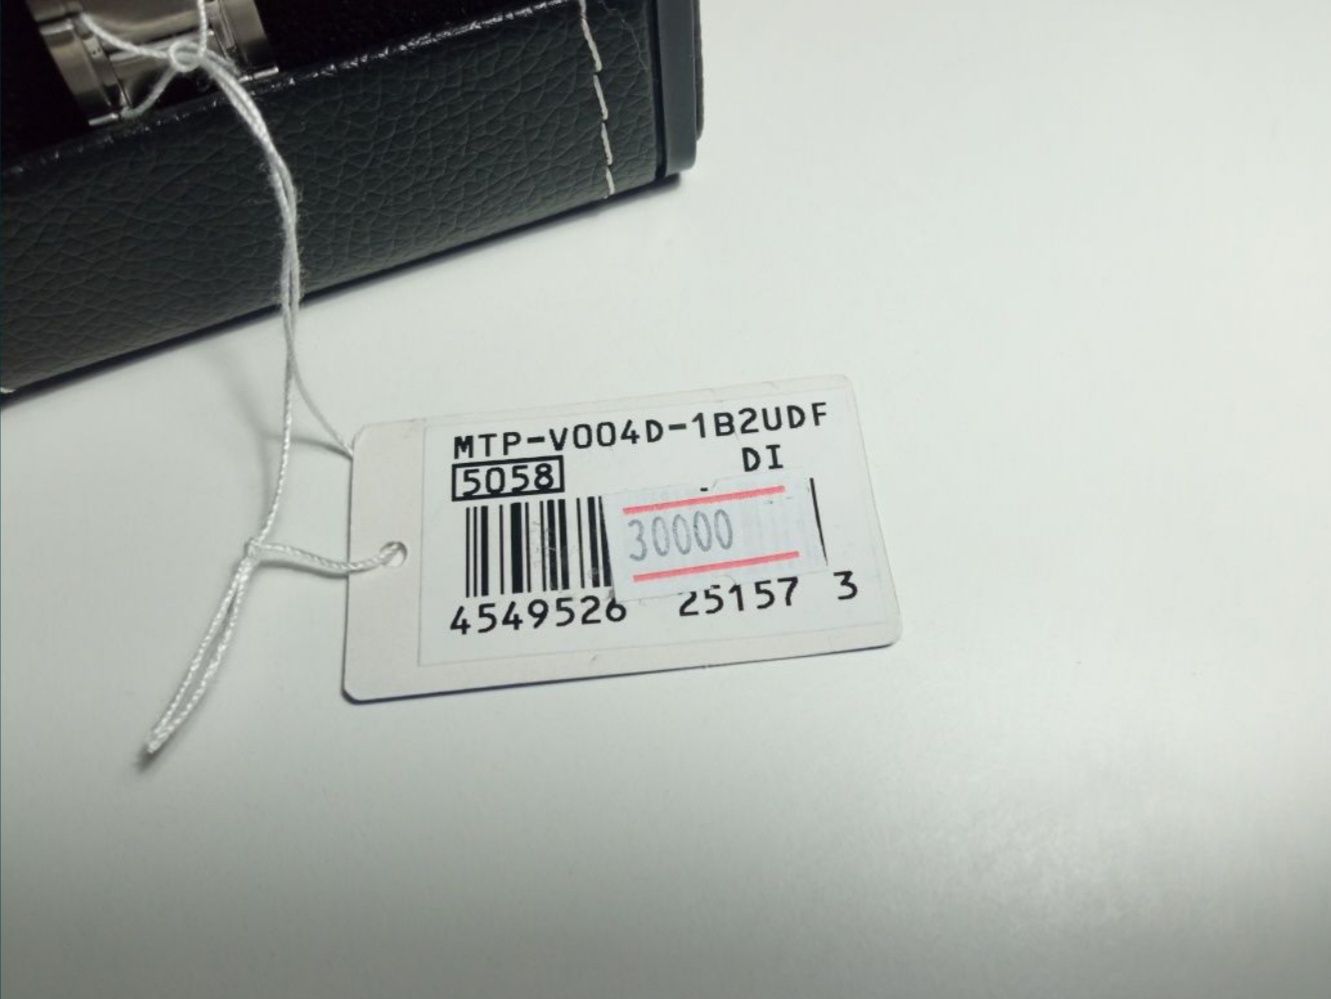 MTP-V004D-1B2UDF
5058 DI
30000
4549526 25157 3